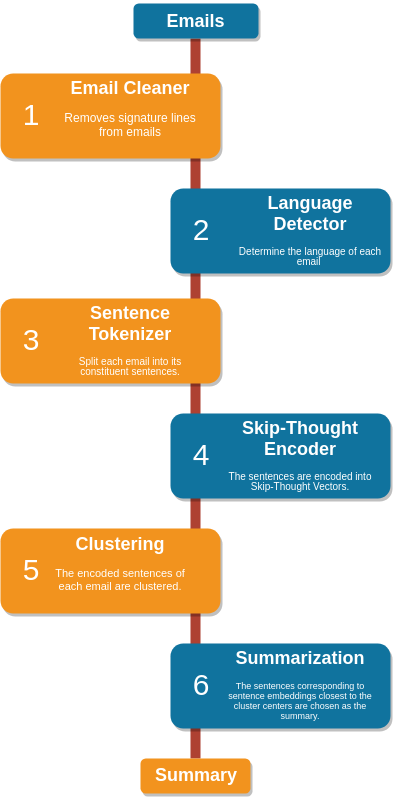 Emails
1
Email Cleaner
Removes signature lines
from emails
2
Language
Detector
Determine the language of each
email
3
Sentence
Tokenizer
Split each email into its
constituent sentences.
4
Skip-Thought
Encoder
The sentences are encoded into
Skip-Thought Vectors.
5
Clustering
The encoded sentences of
each email are clustered.
6
Summarization
The sentences corresponding to
sentence embeddings closest to the
cluster centers are chosen as the
summary.
Summary